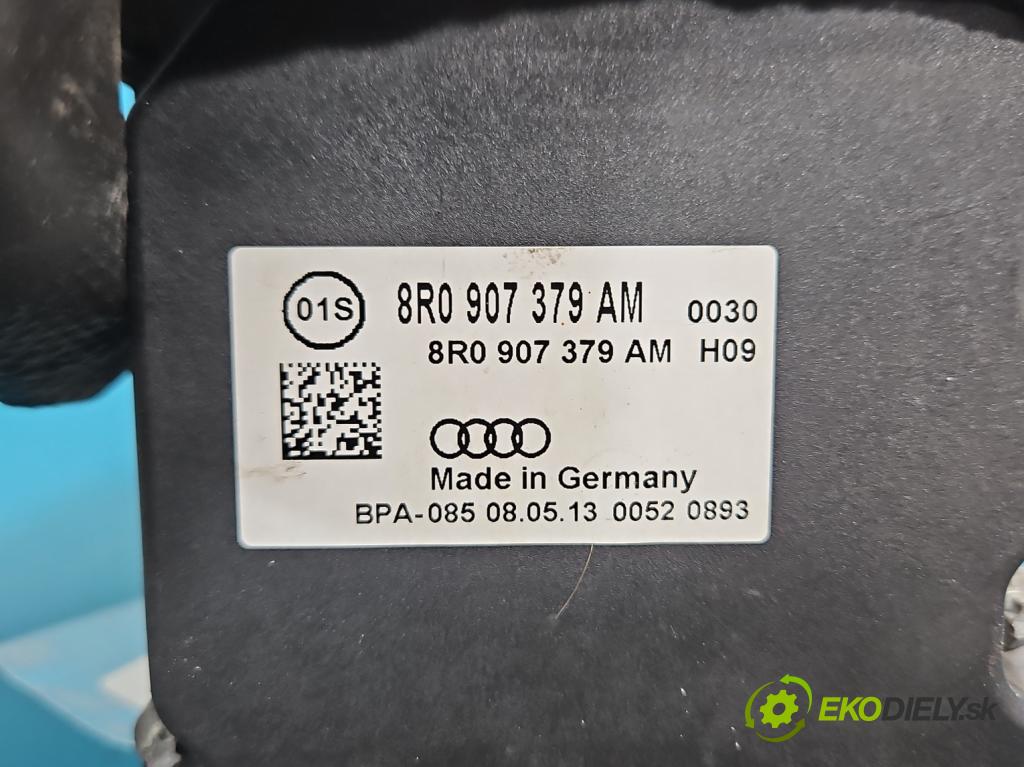 01S 8R0 907 379 AM 0030
8R0 907 379 AM H09
Made in Germany
BPA-085 08.05.13 0052 0893
EKODIELY.sk